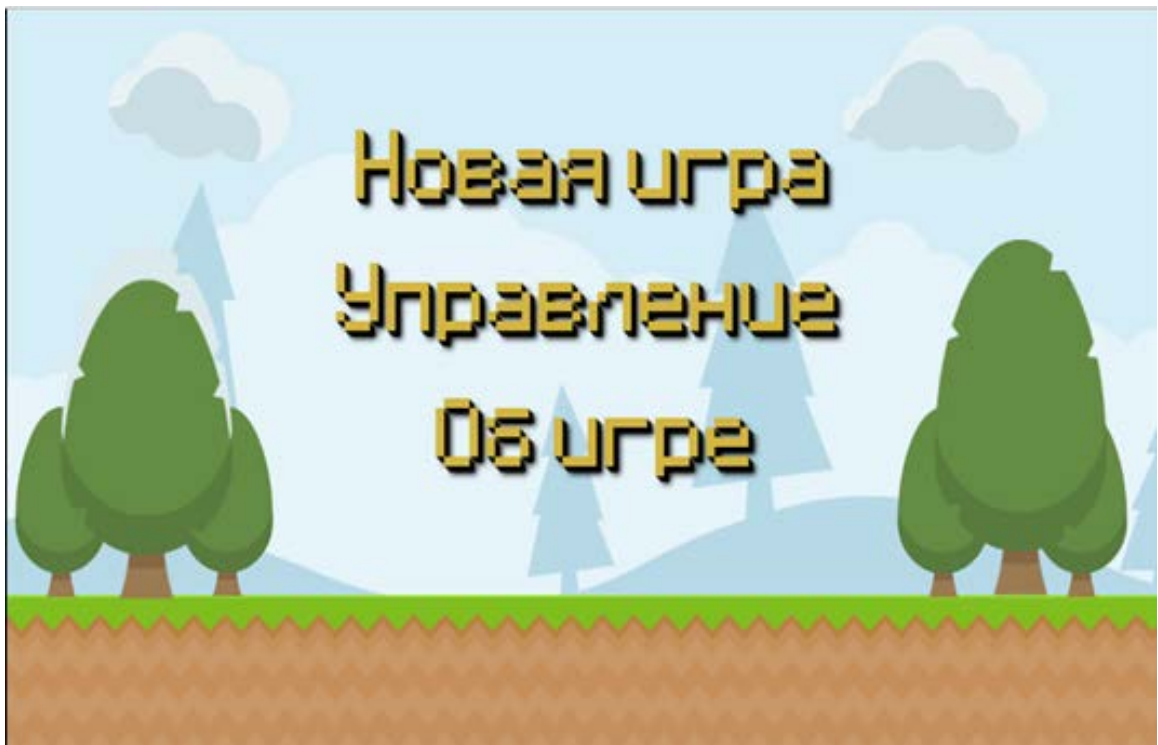 Новая игра
Управление
Об игре